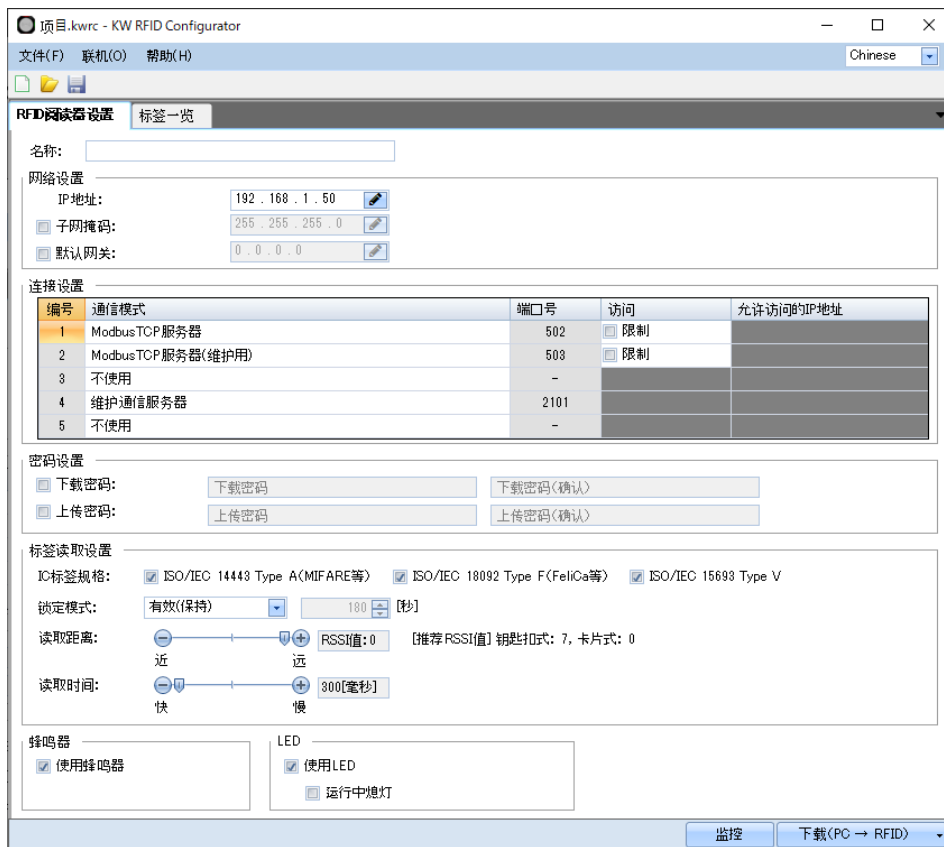 项目.kwrc - KW RFID Configurator
文件(F) 联机(O) 帮助(H) Chinese
RFID阅读器设置 标签一览
名称:
网络设置
IP地址: 192 . 168 . 1 . 50
子网掩码: 255 . 255 . 255 . 0
默认网关: 0 . 0 . 0 . 0
连接设置
编号 通信模式 端口号 访问 允许访问的IP地址
1 ModbusTCP服务器 502 限制
2 ModbusTCP服务器(维护用) 503 限制
3 不使用 -
4 维护通信服务器 2101
5 不使用 -
密码设置
下载密码: 下载密码 下载密码(确认)
上传密码: 上传密码 上传密码(确认)
标签读取设置
IC标签规格: ISO/IEC 14443 Type A(MIFARE等) ISO/IEC 18092 Type F(FeliCa等) ISO/IEC 15693 Type V
锁定模式: 有效(保持) 180 [秒]
读取距离: RSSI值: 0 [推荐RSSI值] 钥匙扣式: 7, 卡片式: 0
近 远
读取时间: 300[毫秒]
快 慢
蜂鸣器 LED
使用蜂鸣器 使用LED
运行中熄灯
监控 下载(PC → RFID)